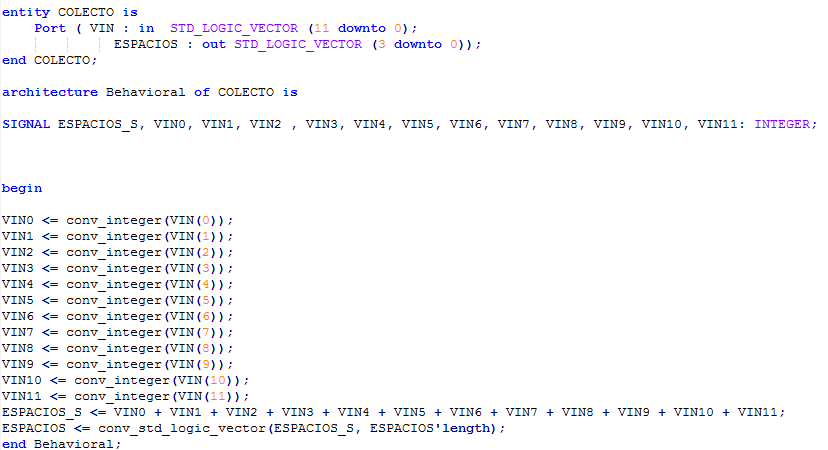 entity COLECTO is
Port ( VIN : in STD_LOGIC_VECTOR (11 downto 0);
ESPACIOS : out STD_LOGIC_VECTOR (3 downto 0));
end COLECTO;
architecture Behavioral of COLECTO is
SIGNAL ESPACIOS_S, VIN0, VIN1, VIN2 , VIN3, VIN4, VIN5, VIN6, VIN7, VIN8, VIN9, VIN10, VIN11: INTEGER;
begin
VIN0 <= conv_integer(VIN(0));
VIN1 <= conv_integer(VIN(1));
VIN2 <= conv_integer(VIN(2));
VIN3 <= conv_integer(VIN(3));
VIN4 <= conv_integer(VIN(4));
VIN5 <= conv_integer(VIN(5));
VIN6 <= conv_integer(VIN(6));
VIN7 <= conv_integer(VIN(7));
VIN8 <= conv_integer(VIN(8));
VIN9 <= conv_integer(VIN(9));
VIN10 <= conv_integer(VIN(10));
VIN11 <= conv_integer(VIN(11));
ESPACIOS_S <= VIN0 + VIN1 + VIN2 + VIN3 + VIN4 + VIN5 + VIN6 + VIN7 + VIN8 + VIN9 + VIN10 + VIN11;
ESPACIOS <= conv_std_logic_vector(ESPACIOS_S, ESPACIOS'length);
end Behavioral;